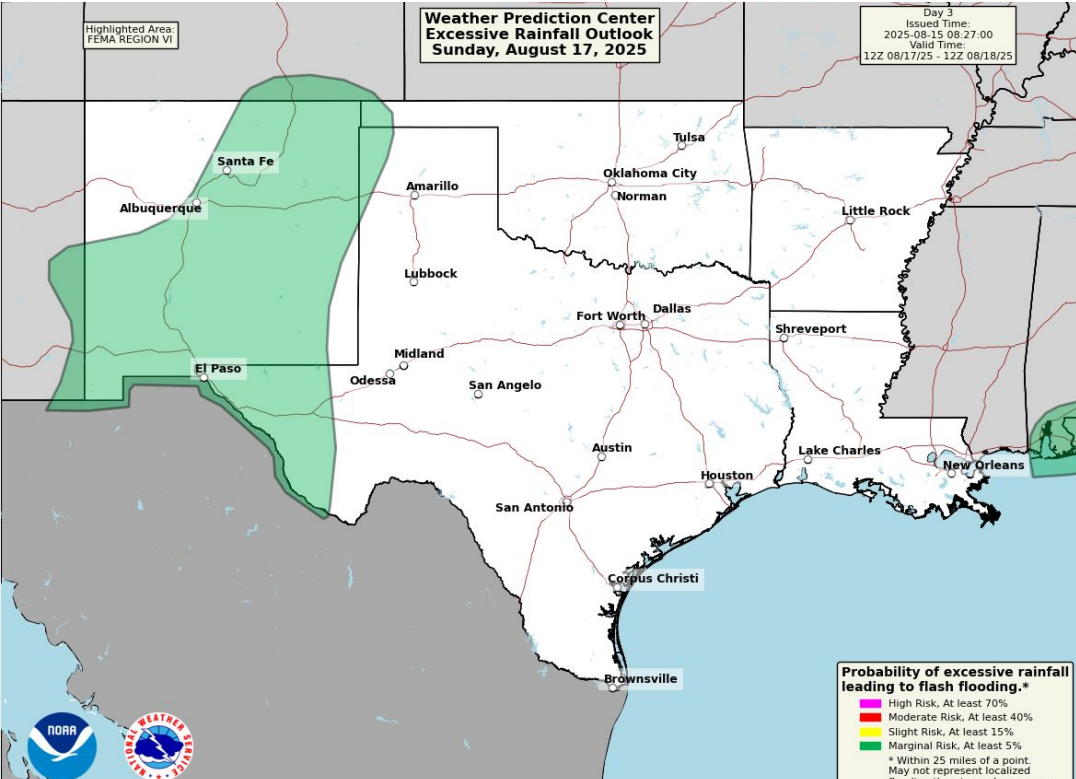 Highlighted Area:
FEMA REGION VI
Weather Prediction Center
Excessive Rainfall Outlook
Sunday, August 17, 2025
Day 3
Issued Time:
2025-08-15 08:27:00
Valid Time:
12Z 08/17/25 - 12Z 08/18/25
Tulsa
Santa Fe
Oklahoma City
Amarillo
Norman
Albuquerque
Little Rock
Lubbock
Dallas
Fort Worth
Shreveport
Midland
El Paso
Odessa
San Angelo
Austin
Lake Charles
New Orleans
Houston
San Antonio
Corpus Christi
Brownsville
Probability of excessive rainfall
leading to flash flooding.*
High Risk, At least 70%
Moderate Risk, At least 40%
Slight Risk, At least 15%
Marginal Risk, At least 5%
* Within 25 miles of a point.
May not represent localized
NOAA
NATIONAL WEATHER SERVICE